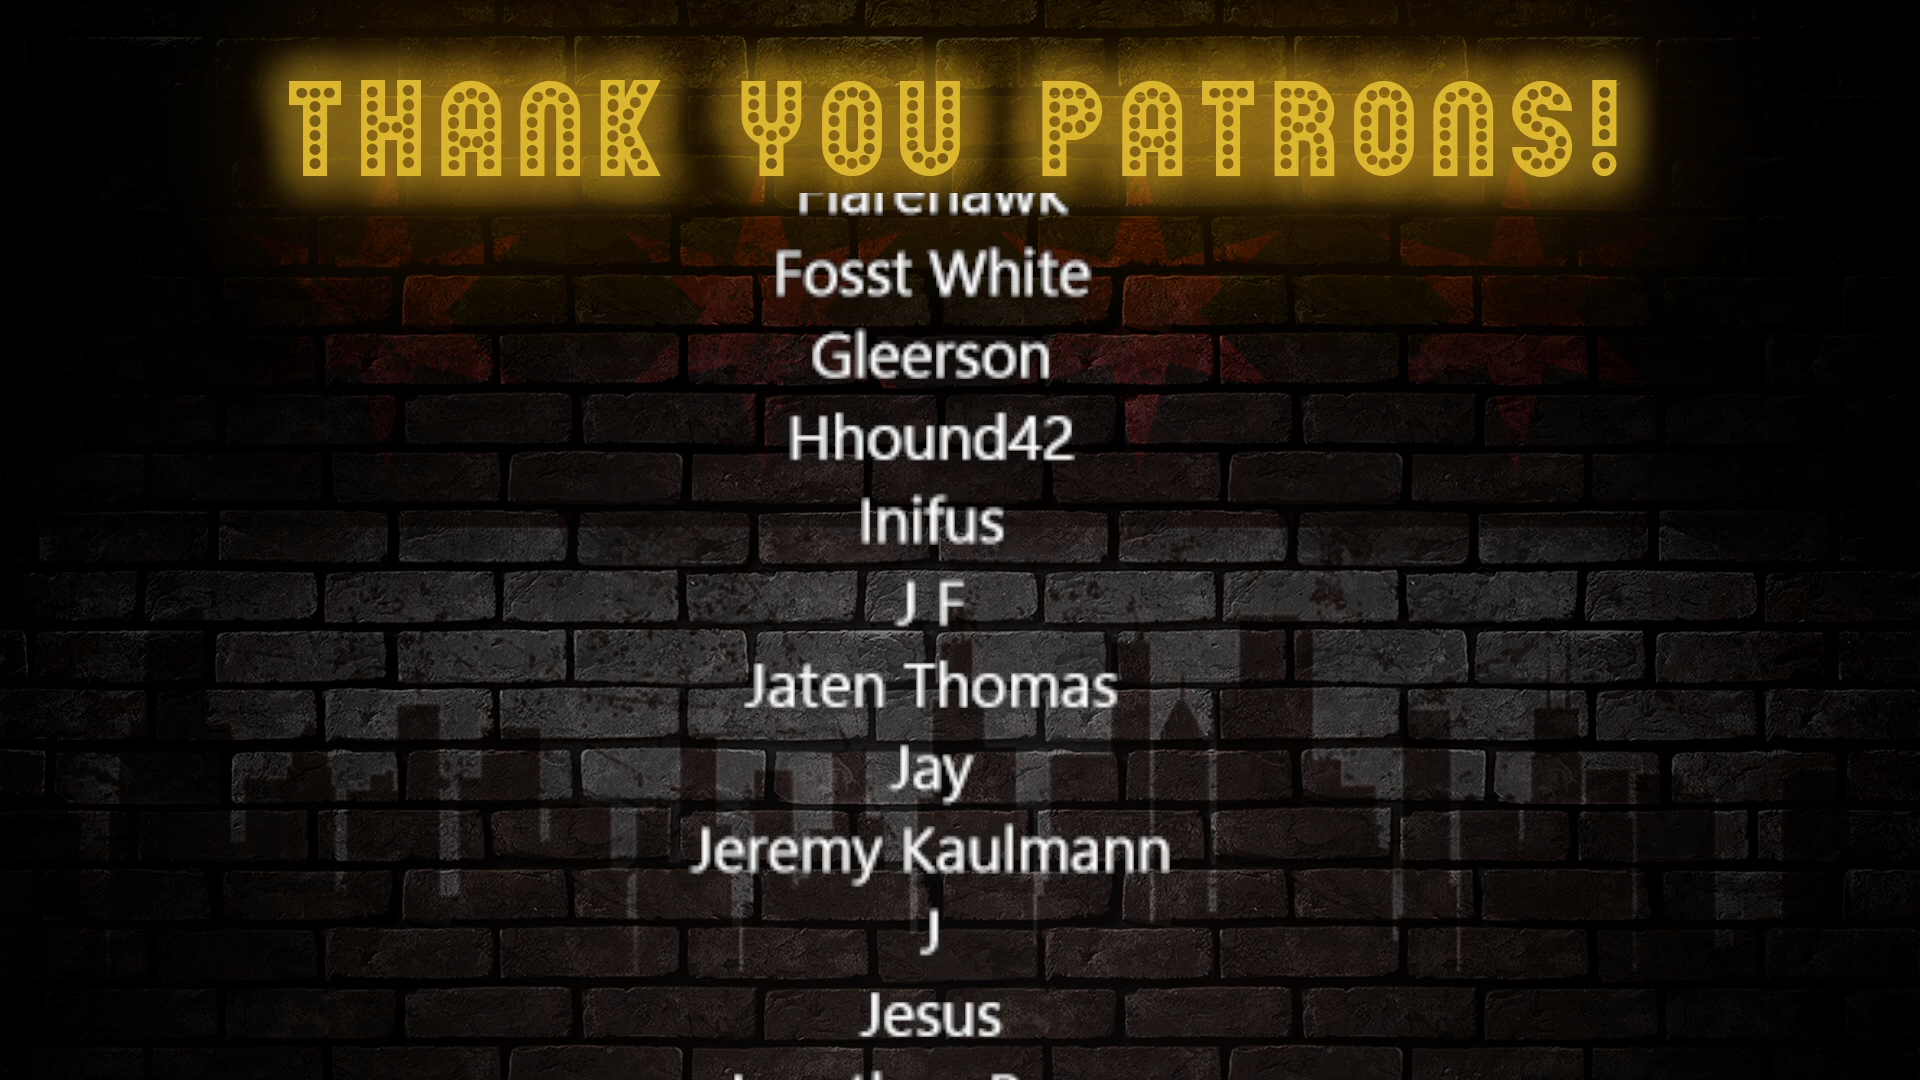 THANK YOU PATRONS!
Fosst White
Gleerson
Hhound42
Inifus
J F
Jaten Thomas
Jay
Jeremy Kaulmann
J
Jesus